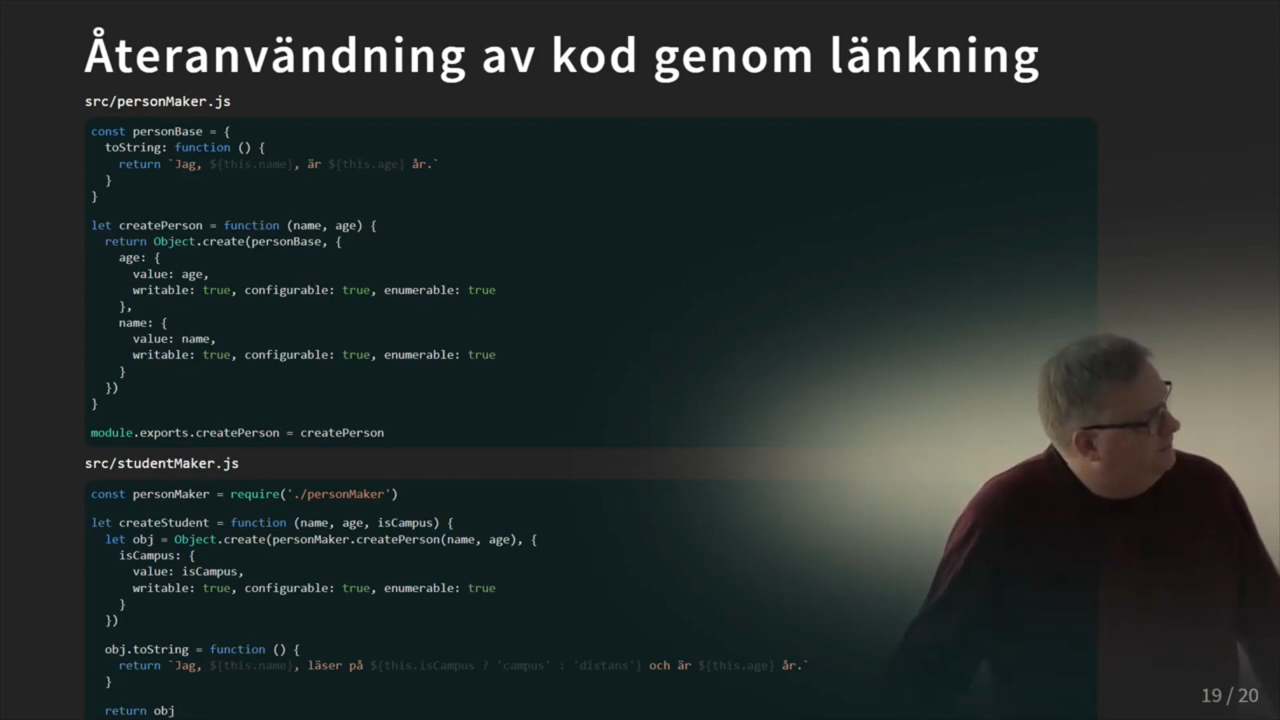 Återanvändning av kod genom länkning
src/personMaker.js
const personBase = {
  toString: function () {
    return `Jag, ${this.name}, är ${this.age} år.`
  }
}
let createPerson = function (name, age) {
  return Object.create(personBase, {
    age: {
      value: age,
      writable: true, configurable: true, enumerable: true
    },
    name: {
      value: name,
      writable: true, configurable: true, enumerable: true
    }
  })
}
module.exports.createPerson = createPerson
src/studentMaker.js
const personMaker = require('./personMaker')
let createStudent = function (name, age, isCampus) {
  let obj = Object.create(personMaker.createPerson(name, age), {
    isCampus: {
      value: isCampus,
      writable: true, configurable: true, enumerable: true
    }
  })
  obj.toString = function () {
    return `Jag, ${this.name}, läser på ${this.isCampus ? 'campus' : 'distans'} och är ${this.age} år.`
  }
  return obj
19 / 20